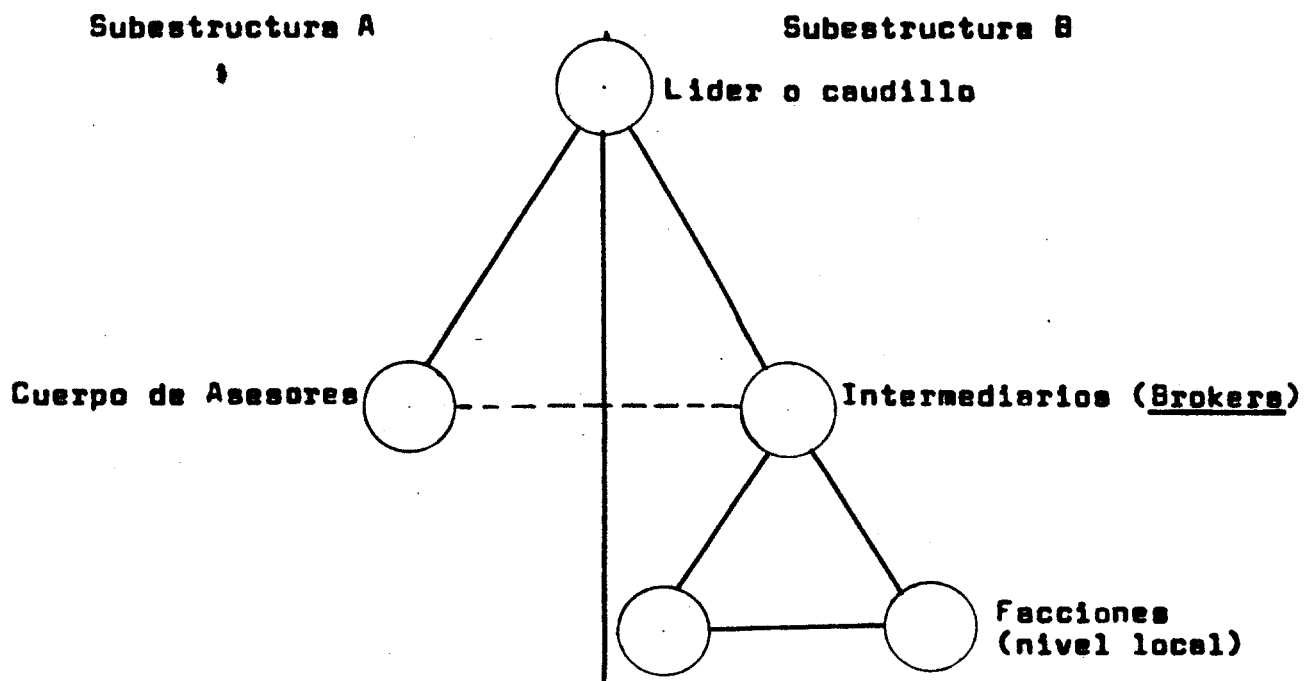 Subestructura A
Subestructura B
Lider o caudillo
Cuerpo de Asesores
Intermediarios (Brokers)
Facciones
(nivel local)